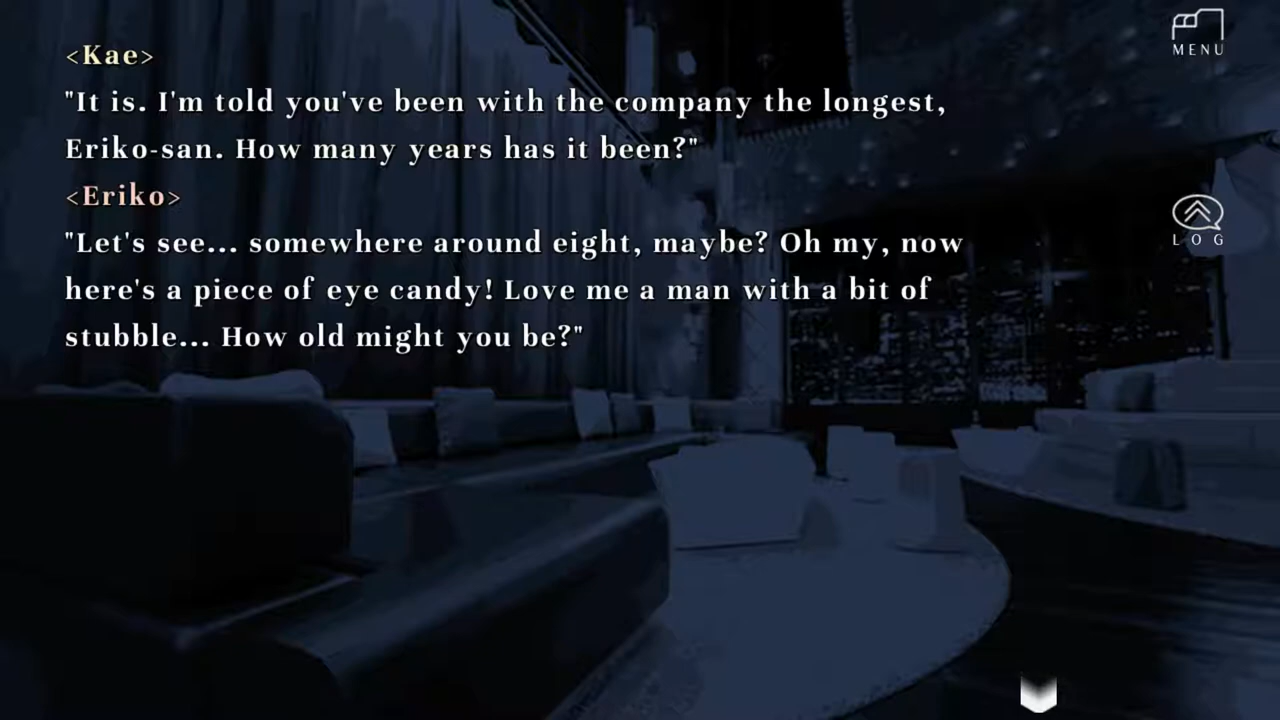 <Kae>
"It is. I'm told you've been with the company the longest,
Eriko-san. How many years has it been?"
<Eriko>
"Let's see... somewhere around eight, maybe? Oh my, now
here's a piece of eye candy! Love me a man with a bit of
stubble... How old might you be?"
MENU
LOG